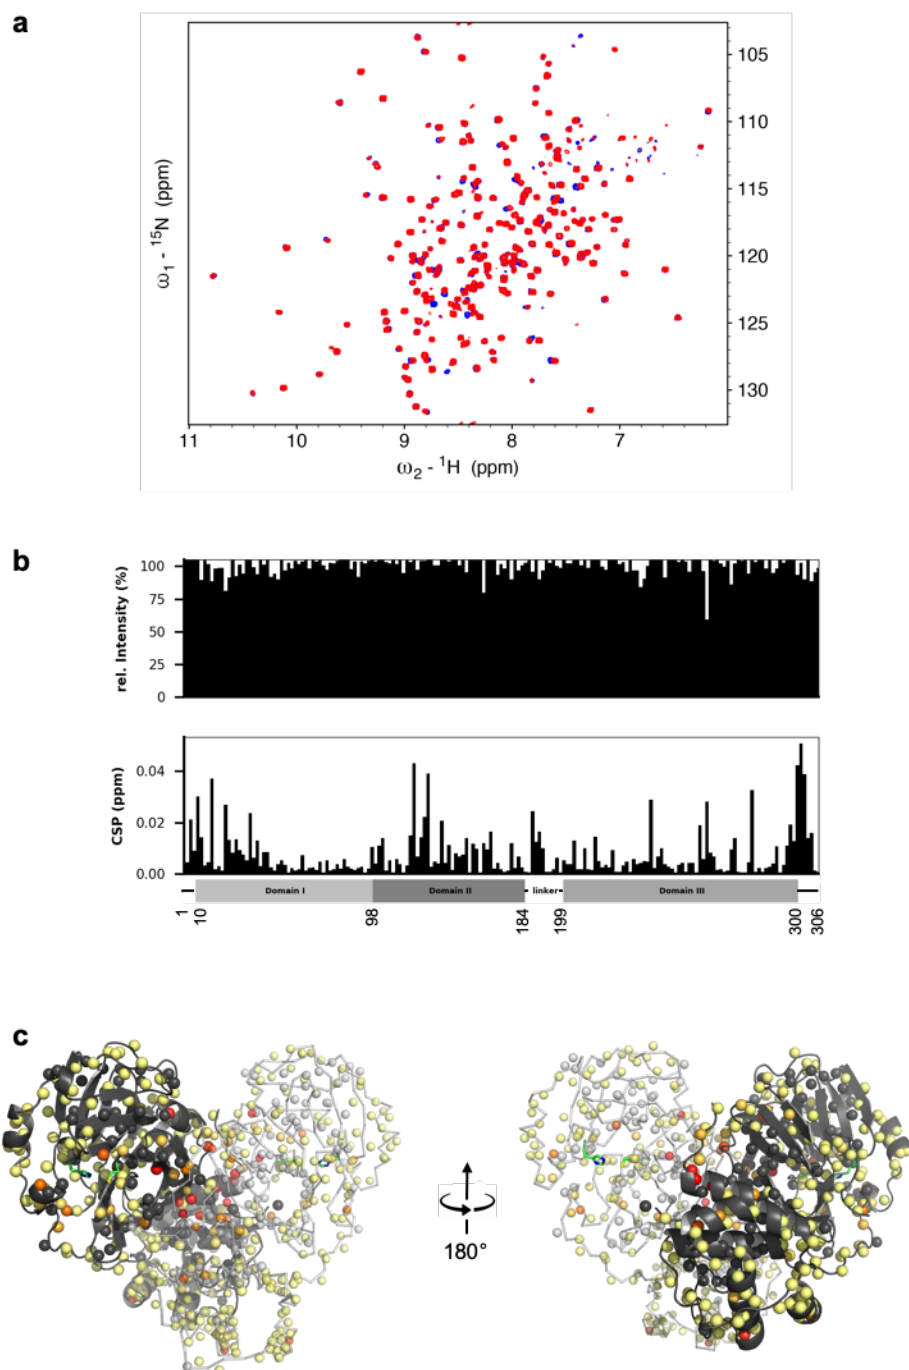 a
105
110
115
120
125
130
ω₁ - ¹⁵N (ppm)
11 10 9 8 7
ω₂ - ¹H (ppm)
b
100
75
50
25
0
rel. Intensity (%)
0.04
0.02
0.00
CSP (ppm)
Domain I Domain II linker Domain III
1 10 98 184 199 300 306
c
180°